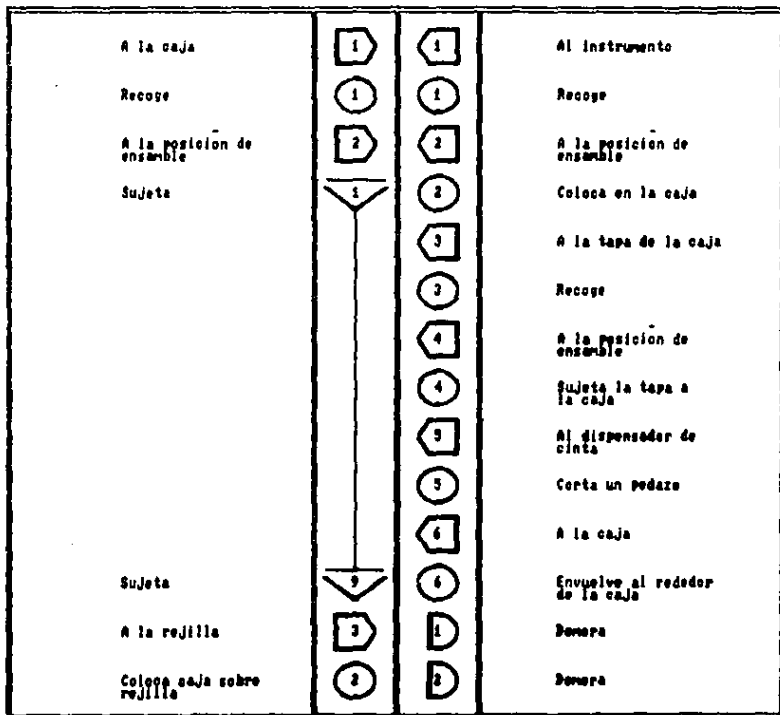 A la caja 1 1 Al instrumento
Recoge 1 1 Recoge
A la posición de
ensamble 2 2 A la posición de
ensamble
Sujeta 1 2 Coloca en la caja
3 A la tapa de la caja
3 Recoge
4 A la posición de
ensamble
4 Sujeta la tapa a
la caja
5 Al dispensador de
cinta
5 Corta un pedazo
6 A la caja
Sujeta 9 6 Envuelve al rededor
de la caja
A la rejilla 3 1 Demora
Coloca caja sobre
rejilla 2 2 Demora